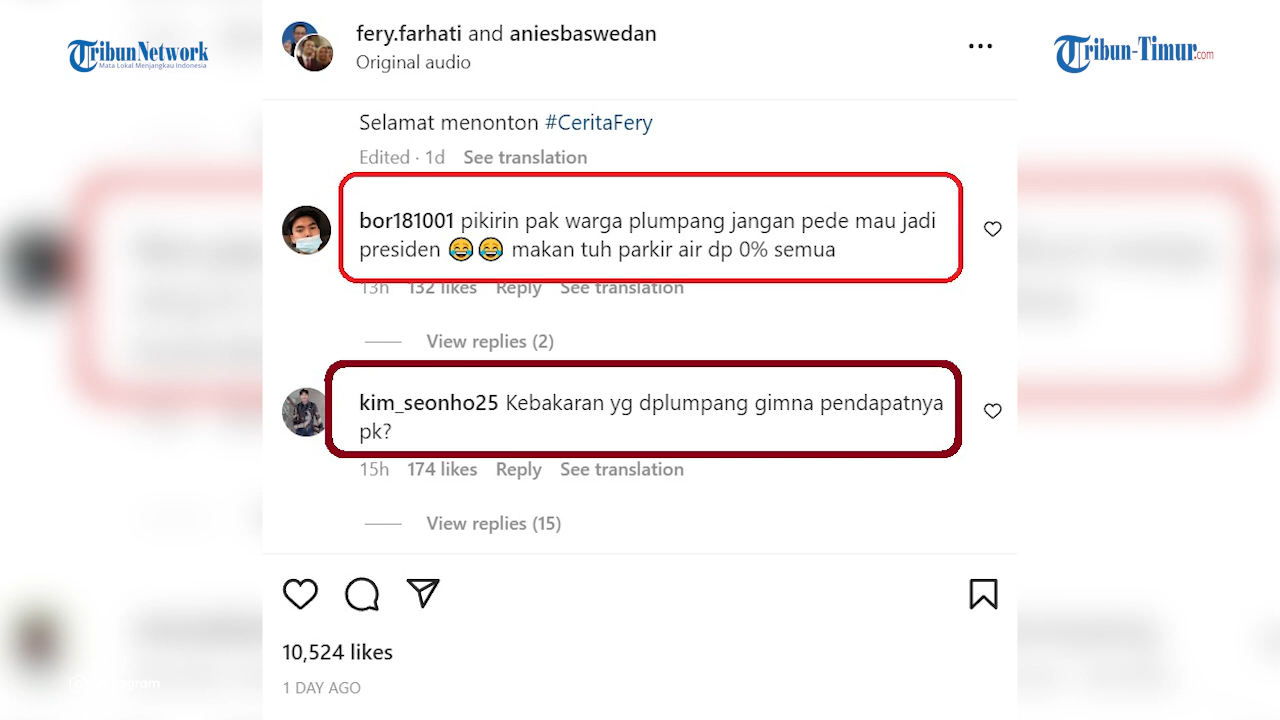 Tribun Network
Mata Lokal Menjangkau Indonesia
Tribun-Timur.com
fery.farhati and aniesbaswedan
Original audio
Selamat menonton #CeritaFery
Edited · 1d See translation
bor181001 pikirin pak warga plumpang jangan pede mau jadi
presiden 😂😂 makan tuh parkir air dp 0% semua
13h 132 likes Reply See translation
View replies (2)
kim_seonho25 Kebakaran yg dplumpang gimna pendapatnya
pk?
15h 174 likes Reply See translation
View replies (15)
10,524 likes
1 DAY AGO